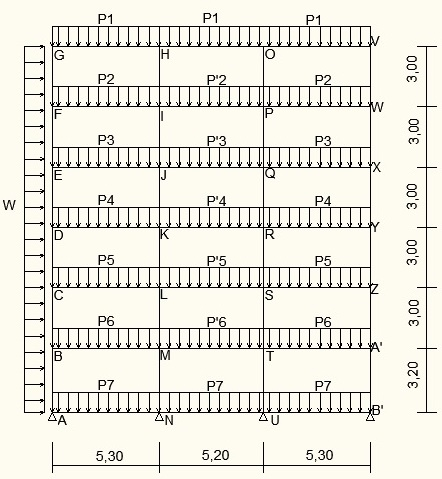 P1 P1 P1
G H O V
P2 P'2 P2
3,00
F I P W
P3 P'3 P3
3,00
E J Q X
W P4 P'4 P4
3,00
D K R Y
P5 P'5 P5
3,00
C L S Z
P6 P'6 P6
3,00
B M T A'
P7 P7 P7
3,20
A N U B'
5,30 5,20 5,30